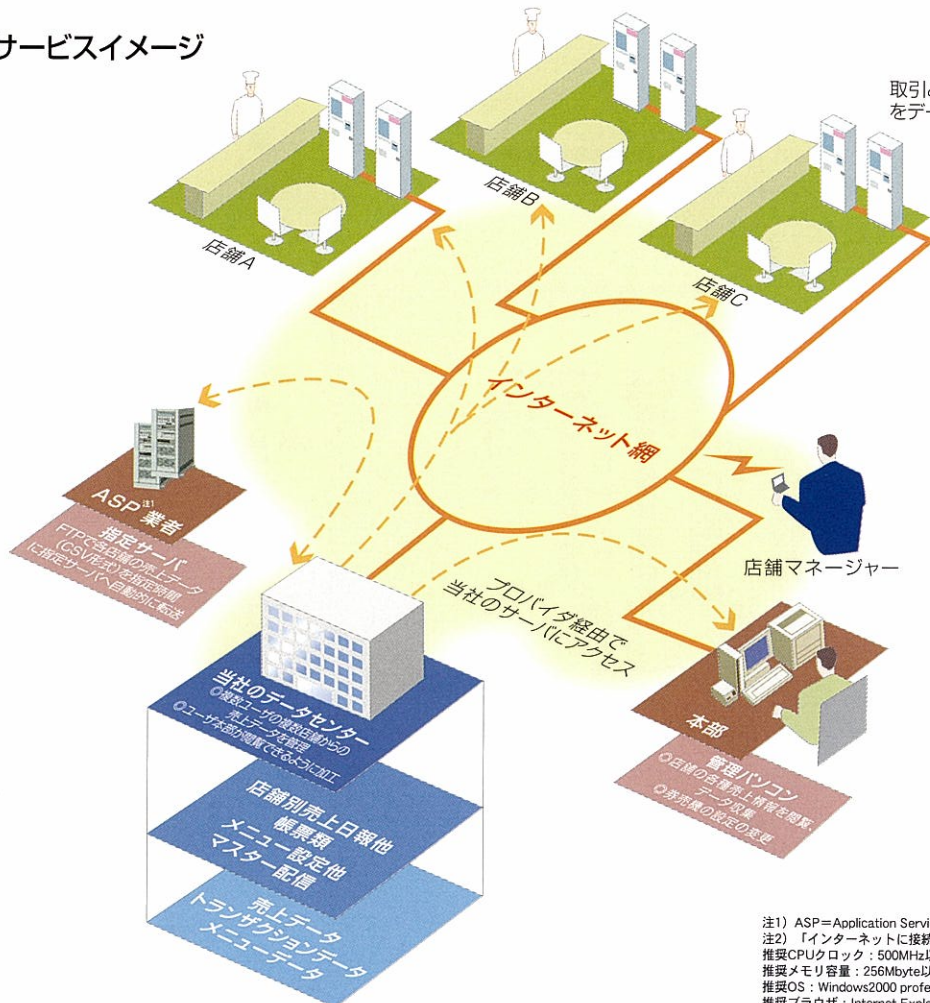 サービスイメージ
取引
をデー
店舗A
店舗B
店舗C
インターネット網
ASP注1)業者
指定サーバ
FTPで各店舗の売上データ
(CSV形式)を指定時間
に指定サーバへ自動的に転送
店舗マネージャー
プロバイダ経由で
当社のサーバにアクセス
当社のデータセンター
◎複数ユーザの複数店舗からの
売上データを管理
◎ユーザ本部が閲覧できるように加工
本部
管理パソコン
◎店舗の各種売上情報を閲覧、
データ収集
◎券売機の設定の変更
店舗別売上日報他
帳票類
メニュー設定他
マスター配信
売上データ
トランザクションデータ
メニューデータ
注1) ASP=Application Servi
注2) 「インターネットに接続
推奨CPUクロック:500MHz以
推奨メモリ容量:256Mbyte以
推奨OS:Windows2000 profe
推奨ブラウザ:Internet Explo